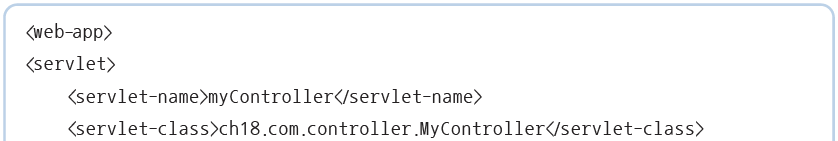 <web-app>
<servlet>
<servlet-name>myController</servlet-name>
<servlet-class>ch18.com.controller.MyController</servlet-class>